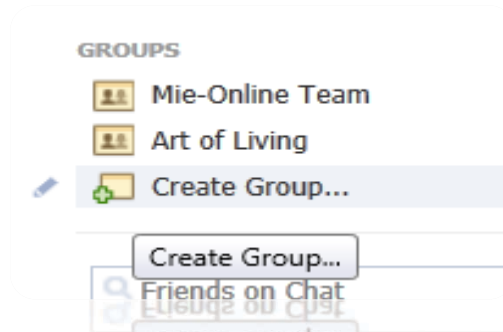 GROUPS
Mie-Online Team
Art of Living
Create Group...
Create Group...
Friends on Chat